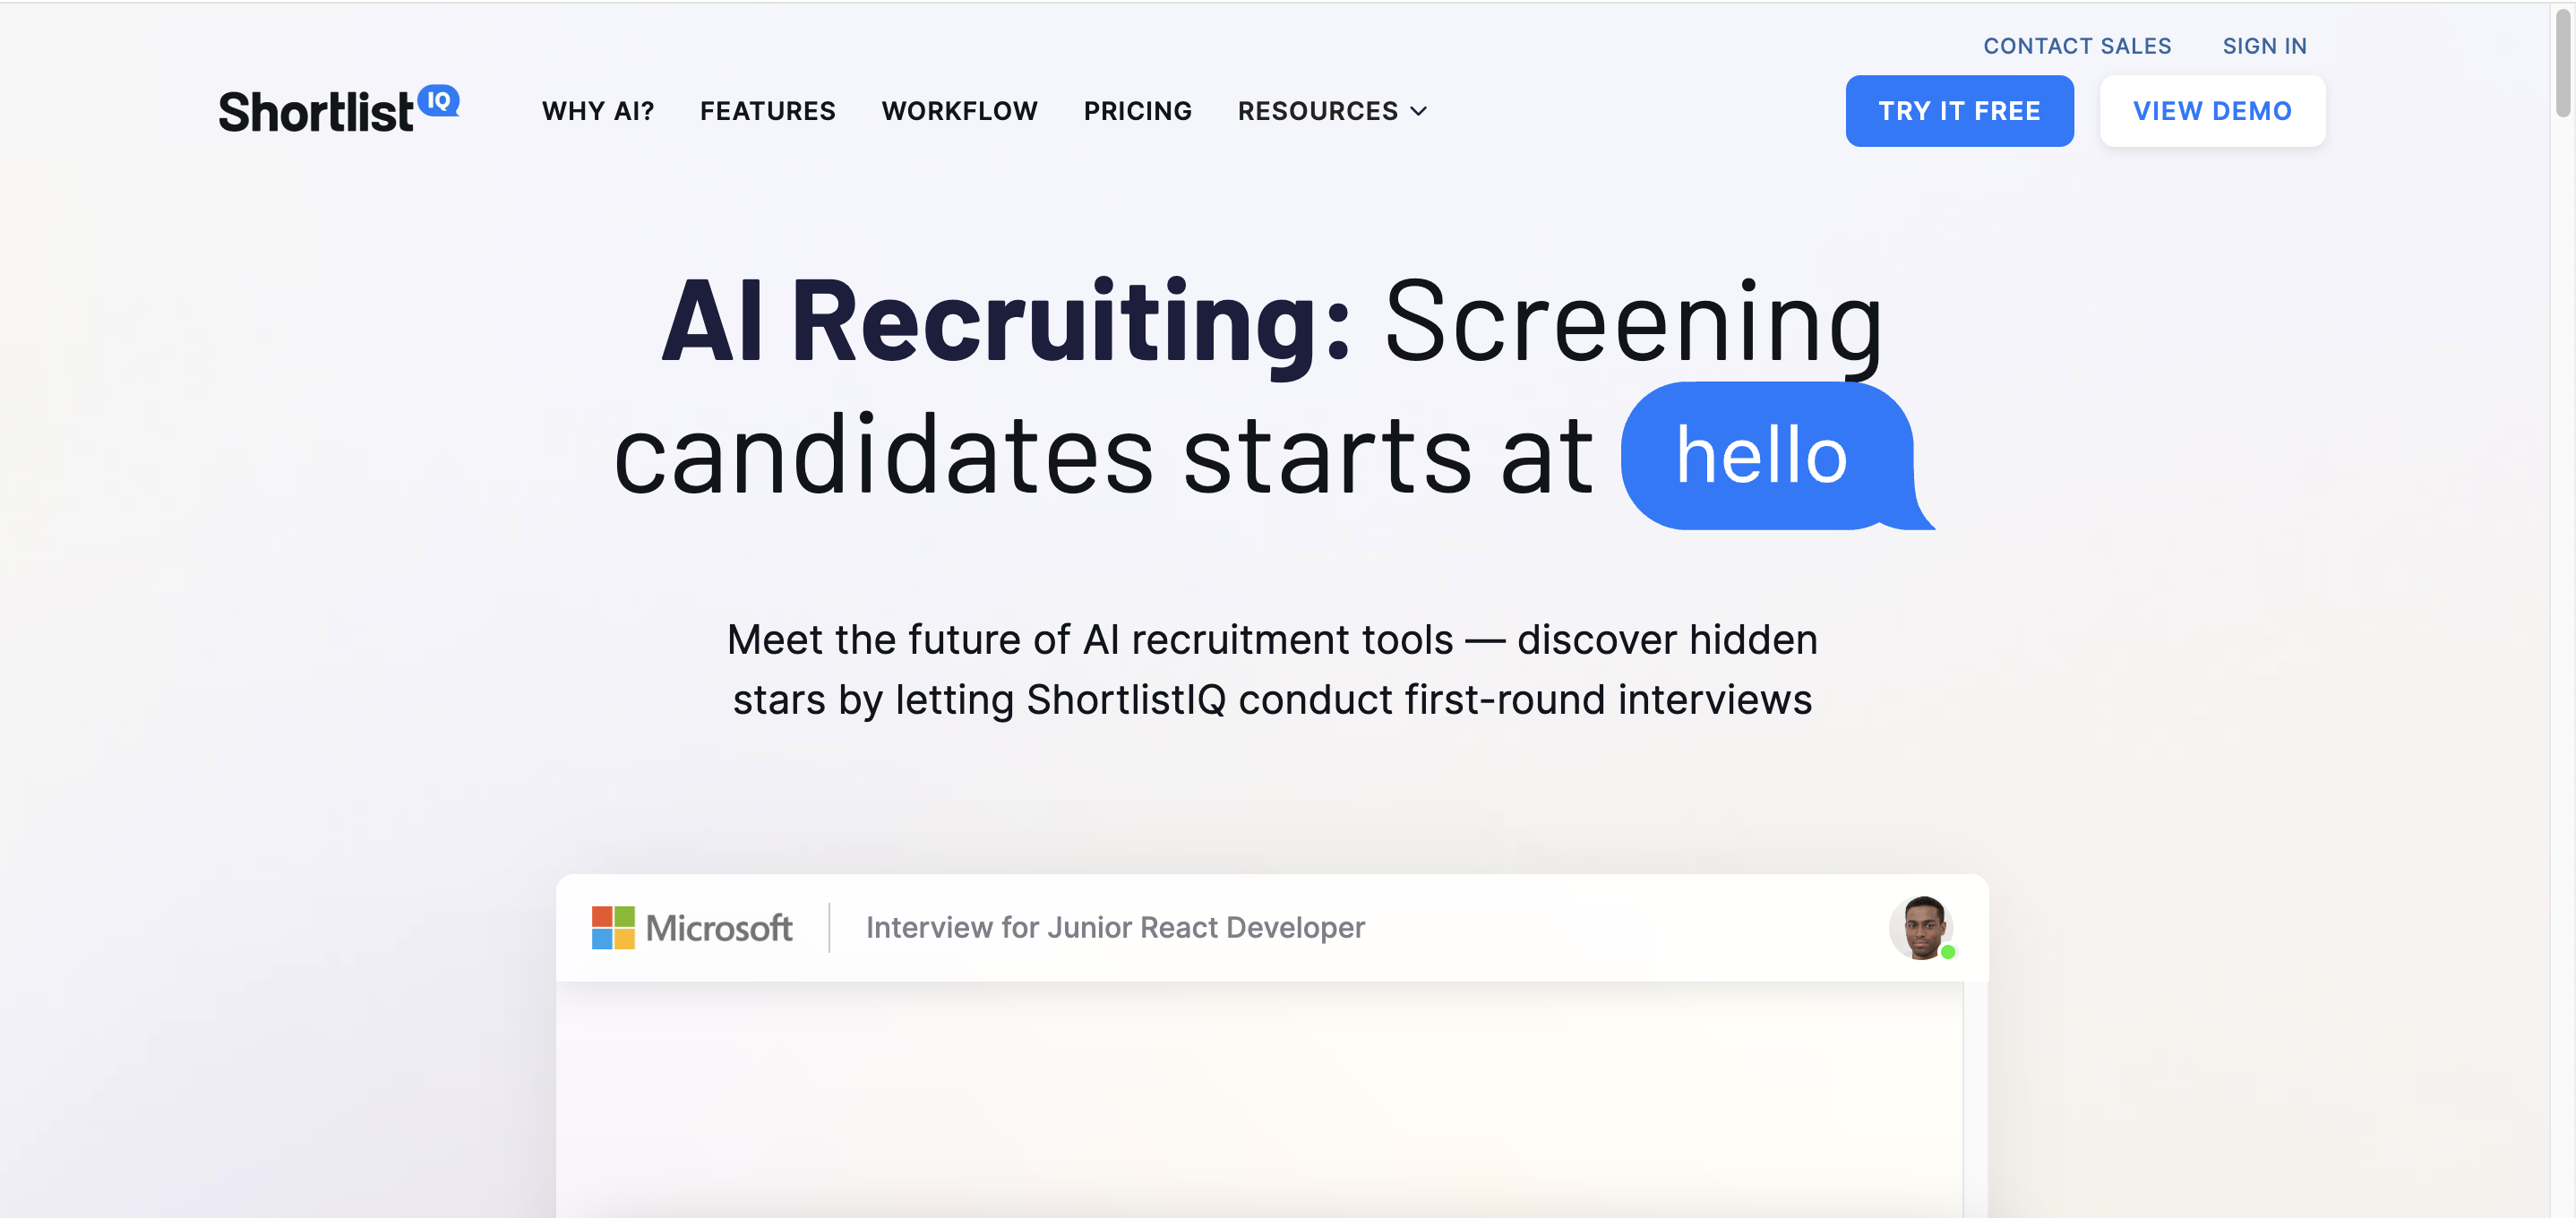 CONTACT SALES SIGN IN
Shortlist IQ WHY AI? FEATURES WORKFLOW PRICING RESOURCES TRY IT FREE VIEW DEMO
AI Recruiting: Screening
candidates starts at hello
Meet the future of AI recruitment tools — discover hidden
stars by letting ShortlistIQ conduct first-round interviews
Microsoft Interview for Junior React Developer